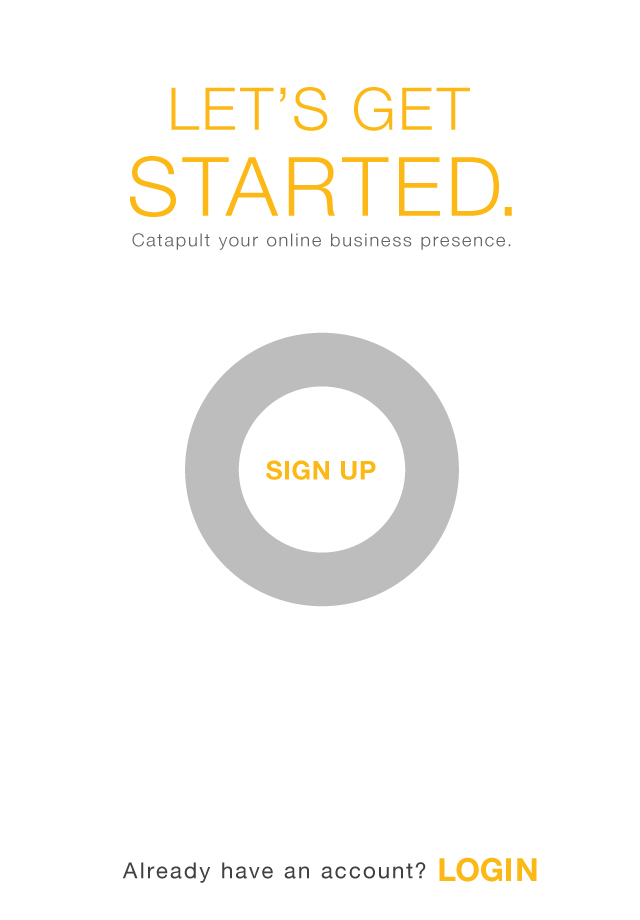 LET’S GET
STARTED.
Catapult your online business presence.
SIGN UP
Already have an account? LOGIN